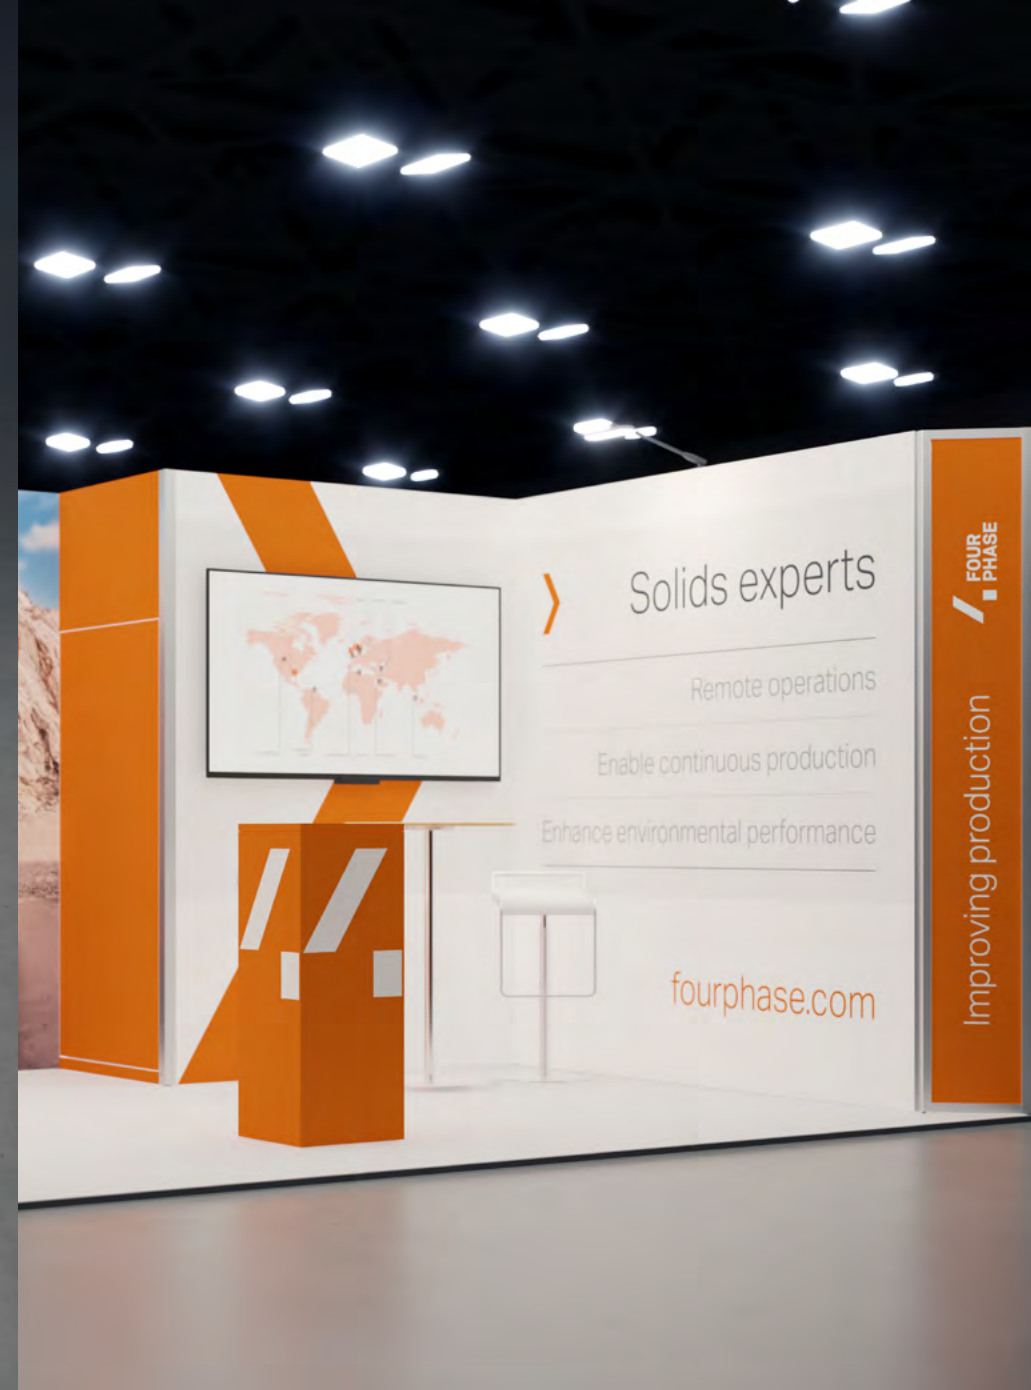 Solids experts
Remote operations
Enable continuous production
Enhance environmental performance
fourphase.com
FOUR
PHASE
Improving production